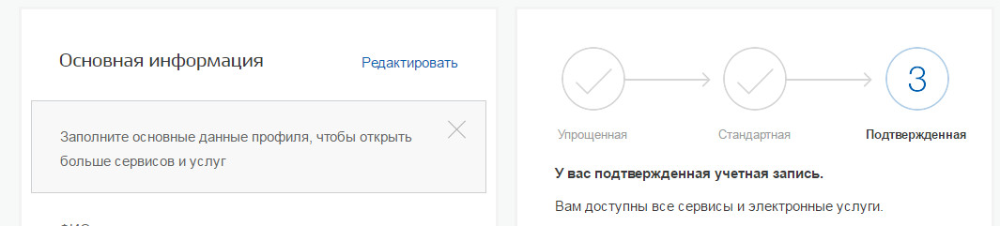 Основная информация
Редактировать
Заполните основные данные профиля, чтобы открыть
больше сервисов и услуг
3
Упрощенная
Стандартная
Подтвержденная
У вас подтвержденная учетная запись.
Вам доступны все сервисы и электронные услуги.